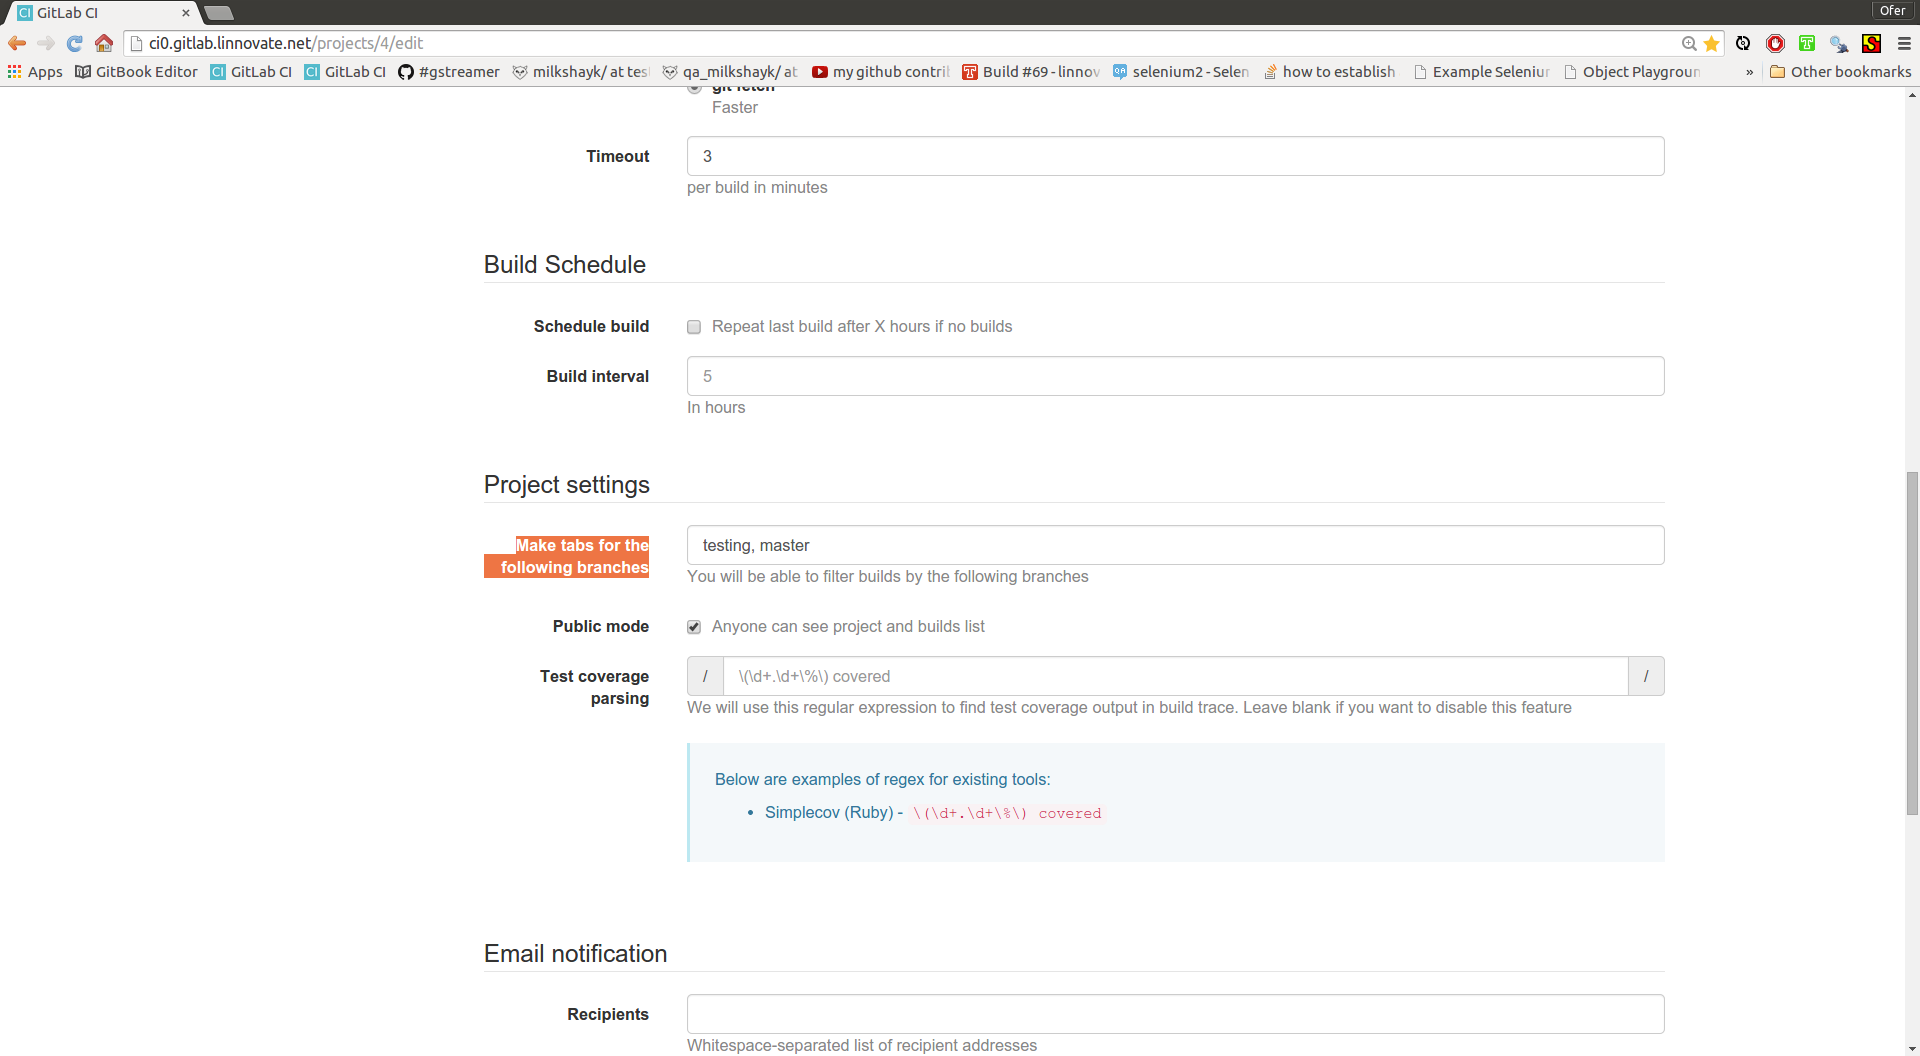 GitLab CI
Ofer
ci0.gitlab.linnovate.net/projects/4/edit
Apps GitBook Editor GitLab CI GitLab CI #gstreamer milkshayk/ at tes qa_milkshayk/ at my github contri Build #69 - linnov selenium2 - Selen how to establish Example Seleniu Object Playgroun » Other bookmarks
git fetch
Faster
Timeout 3
per build in minutes
Build Schedule
Schedule build Repeat last build after X hours if no builds
Build interval 5
In hours
Project settings
Make tabs for the following branches testing, master
You will be able to filter builds by the following branches
Public mode Anyone can see project and builds list
Test coverage parsing / \(\d+.\d+\%\) covered /
We will use this regular expression to find test coverage output in build trace. Leave blank if you want to disable this feature
Below are examples of regex for existing tools:
• Simplecov (Ruby) - \(\d+.\d+\%\) covered
Email notification
Recipients
Whitespace-separated list of recipient addresses